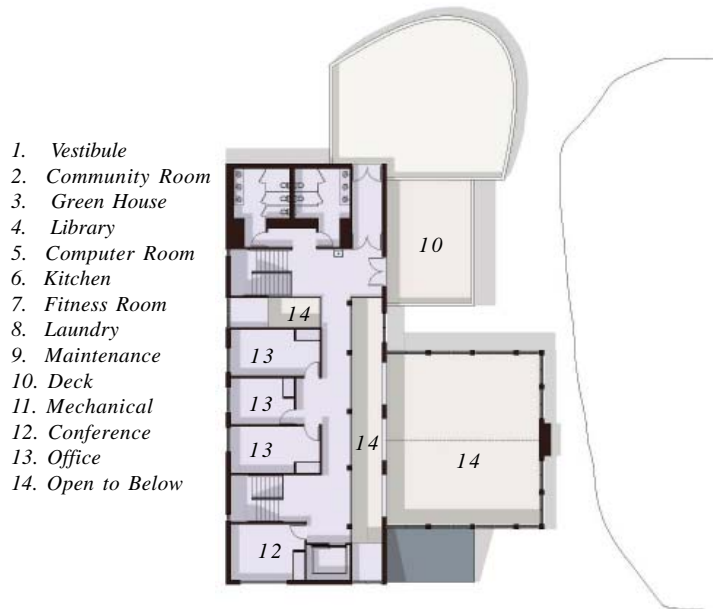 1. Vestibule
2. Community Room
3. Green House
4. Library
5. Computer Room
6. Kitchen
7. Fitness Room
8. Laundry
9. Maintenance
10. Deck
11. Mechanical
12. Conference
13. Office
14. Open to Below
10
14
13
13
13
14
14
12